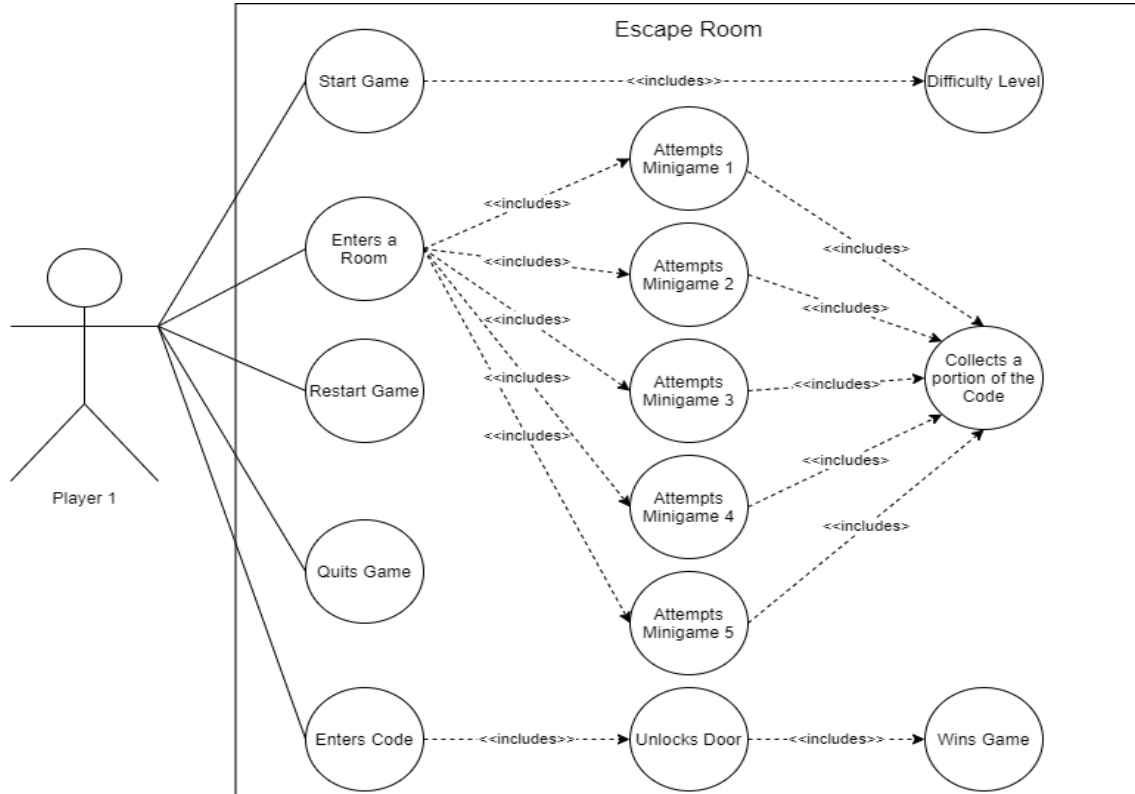 Escape Room
Start Game
<<includes>>
Difficulty Level
Attempts
Minigame 1
<<includes>
<<includes>
Enters a
Room
<<includes>
Attempts
Minigame 2
<<includes>
<<includes>
Restart Game
Attempts
Minigame 3
<<includes>
Collects a
portion of the
Code
<<includes>
<<includes>
Attempts
Minigame 4
<<includes>
Player 1
<<includes>
Quits Game
Attempts
Minigame 5
Enters Code
<<includes>>
Unlocks Door
<<includes>>
Wins Game